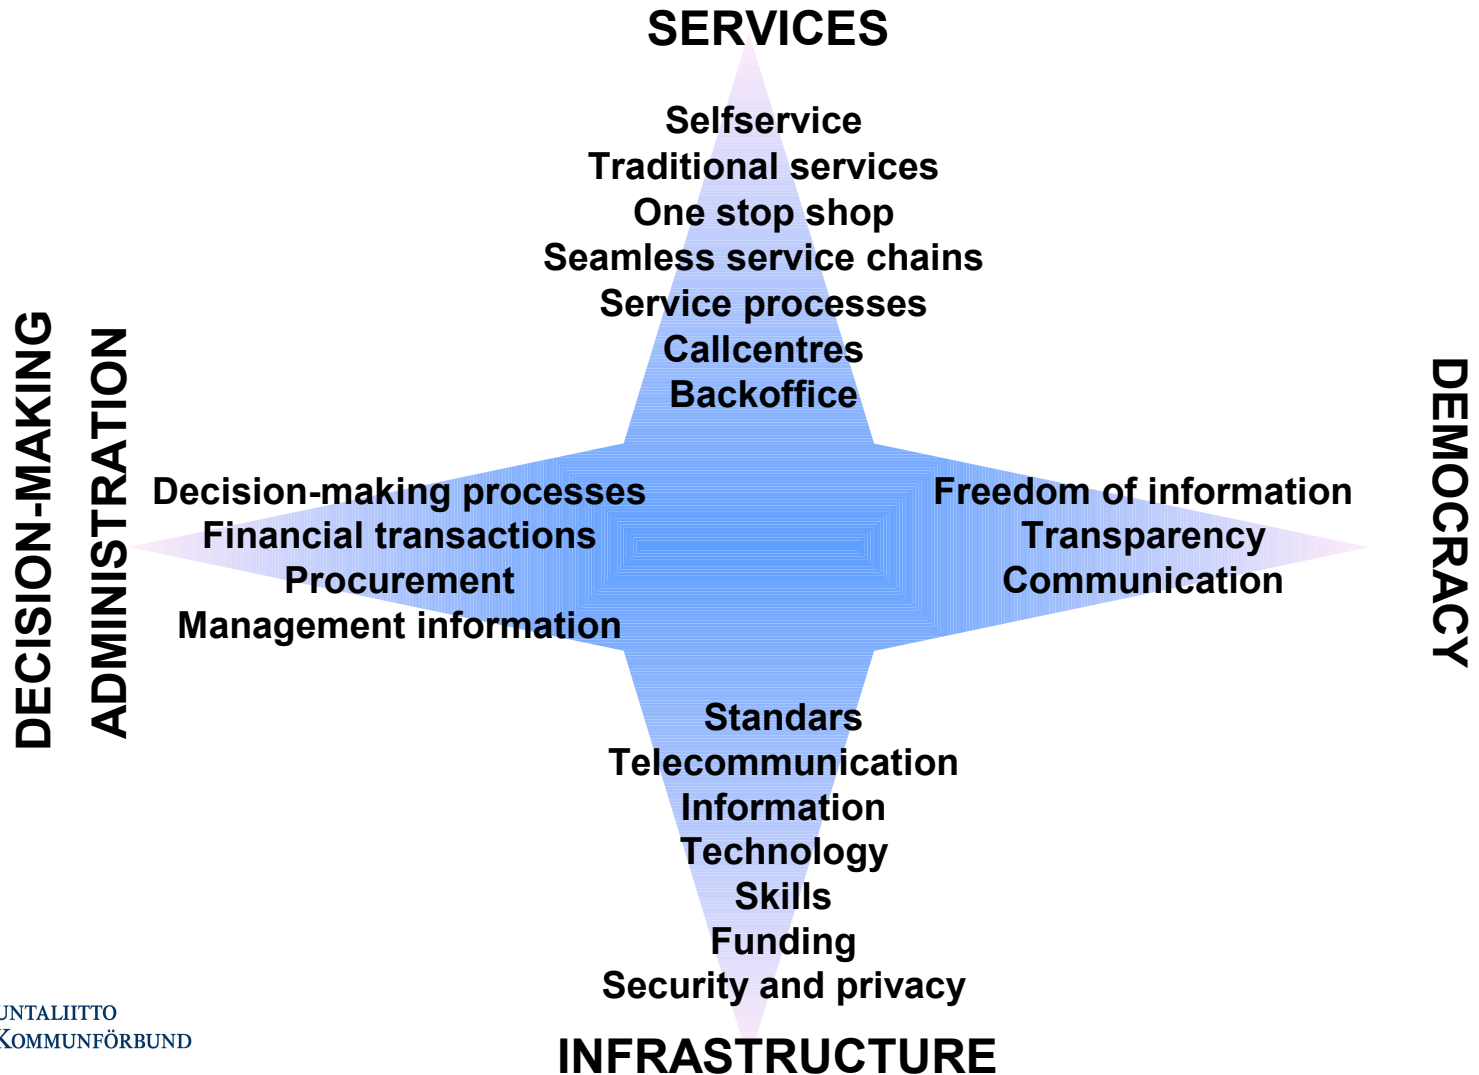 SERVICES
Selfservice
Traditional services
One stop shop
Seamless service chains
Service processes
Callcentres
Backoffice
DECISION-MAKING
ADMINISTRATION
Decision-making processes
Financial transactions
Procurement
Management information
Freedom of information
Transparency
Communication
DEMOCRACY
Standars
Telecommunication
Information
Technology
Skills
Funding
Security and privacy
INFRASTRUCTURE
UNTALIITTO
KOMMUNFÖRBUND